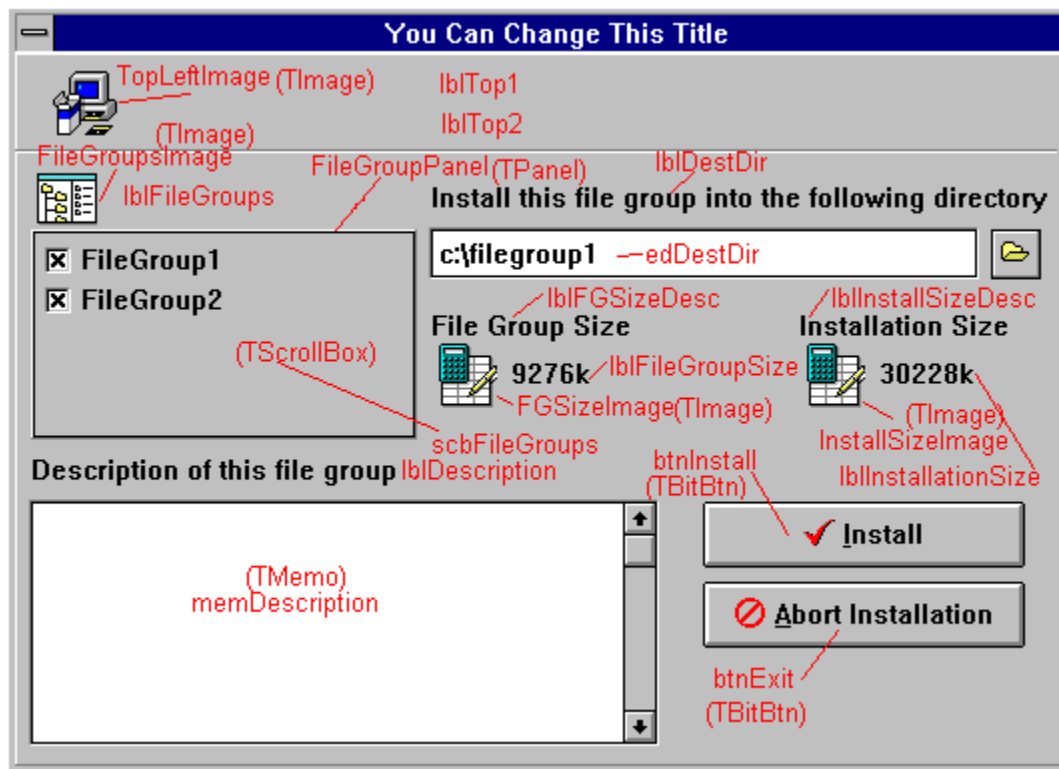 You Can Change This Title
TopLeftImage (TImage)
lblTop1
lblTop2
(TImage)
FileGroupsImage
lblFileGroups
FileGroupPanel (TPanel)
lblDestDir
Install this file group into the following directory
FileGroup1
FileGroup2
c:\filegroup1 edDestDir
lblFGSizeDesc
lblInstallSizeDesc
File Group Size
Installation Size
(TScrollBox)
9276k lblFileGroupSize
30228k
FGSizeImage (TImage)
(TImage)
InstallSizeImage
scbFileGroups
Description of this file group lblDescription
btnInstall
(TBitBtn)
lblInstallationSize
Install
(TMemo)
memDescription
Abort Installation
btnExit
(TBitBtn)